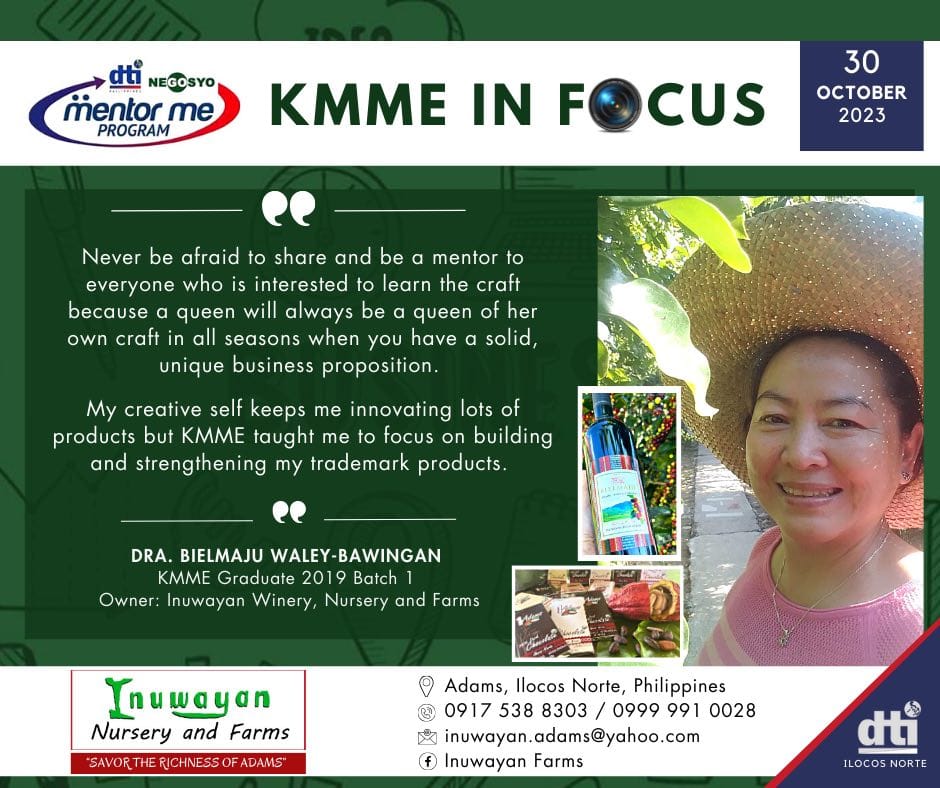 IDEA
dti
PHILIPPINES
NEGOSYO
mentor me
PROGRAM
KMME IN FOCUS
30
OCTOBER
2023
Never be afraid to share and be a mentor to
everyone who is interested to learn the craft
because a queen will always be a queen of her
own craft in all seasons when you have a solid,
unique business proposition.
My creative self keeps me innovating lots of
products but KMME taught me to focus on building
and strengthening my trademark products.
DRA. BIELMAJU WALEY-BAWINGAN
KMME Graduate 2019 Batch 1
Owner: Inuwayan Winery, Nursery and Farms
BIELMAJU
Adams
Chocolate
Inuwayan
Nursery and Farms
"SAVOR THE RICHNESS OF ADAMS"
Adams, Ilocos Norte, Philippines
0917 538 8303 / 0999 991 0028
inuwayan.adams@yahoo.com
Inuwayan Farms
dti
ILOCOS NORTE